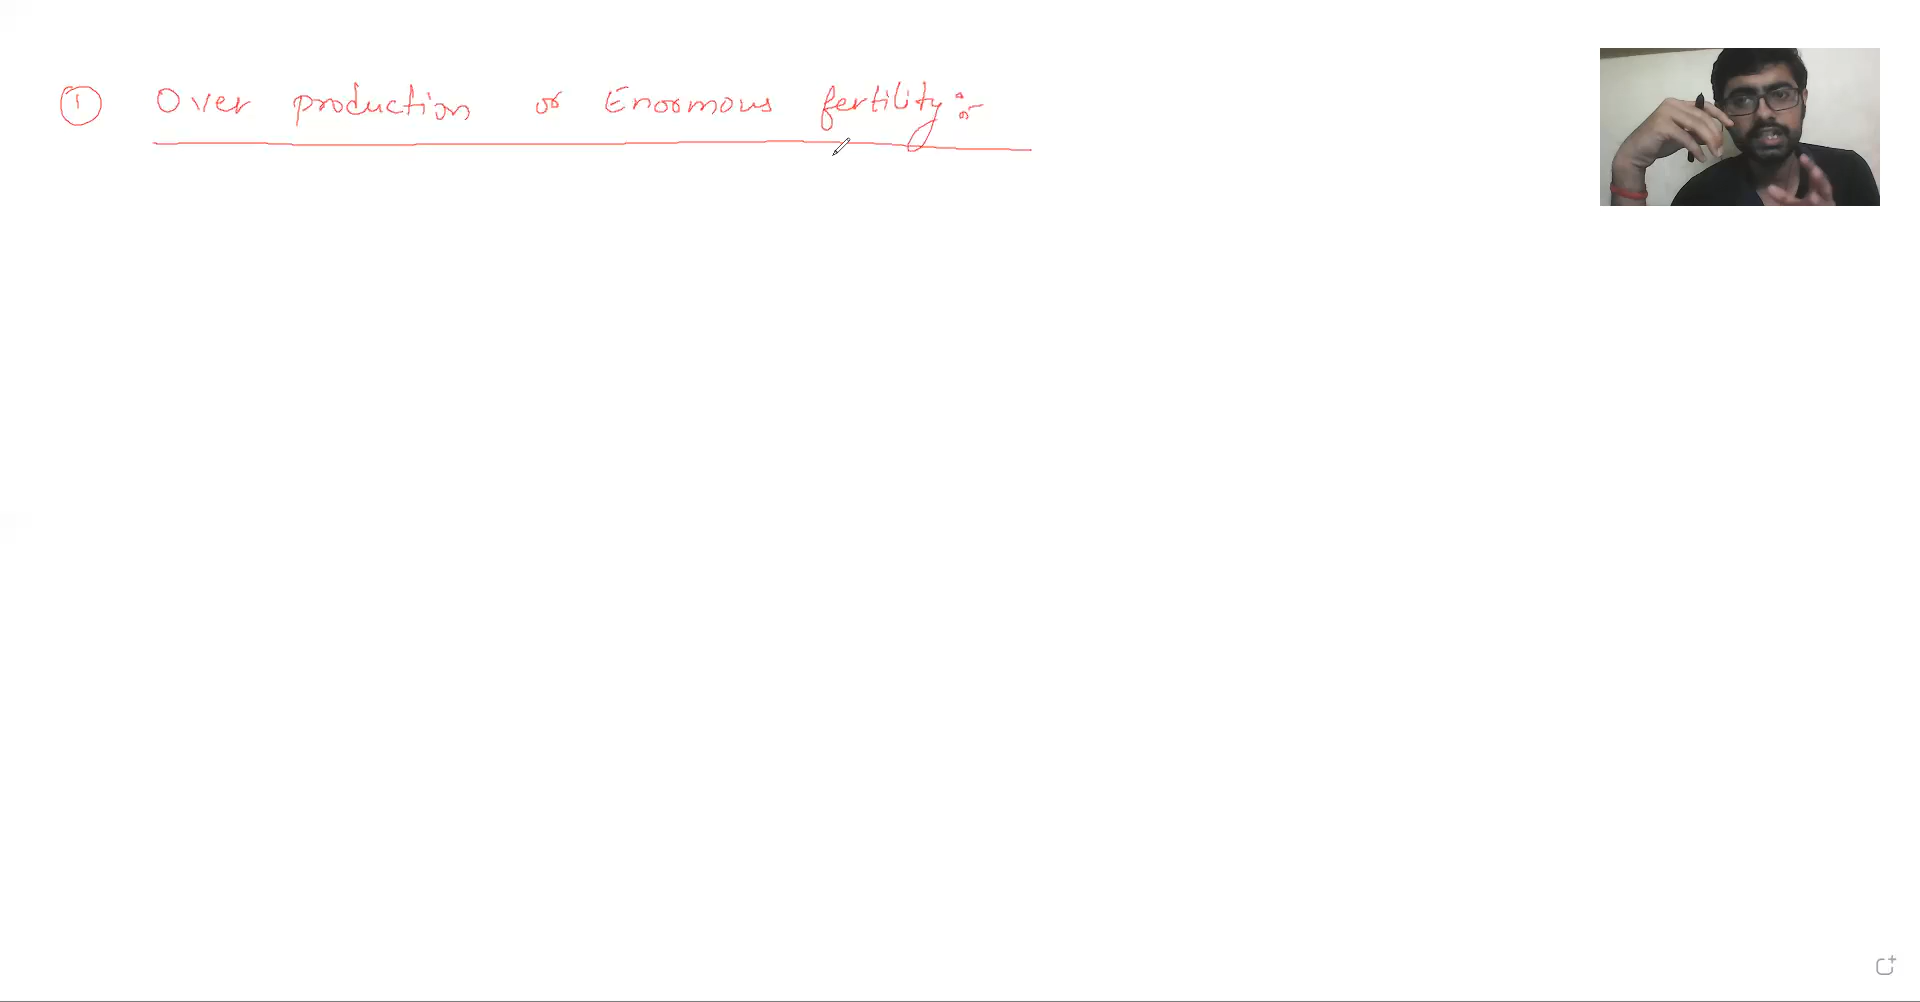 ① Over production or Enormous fertility :-